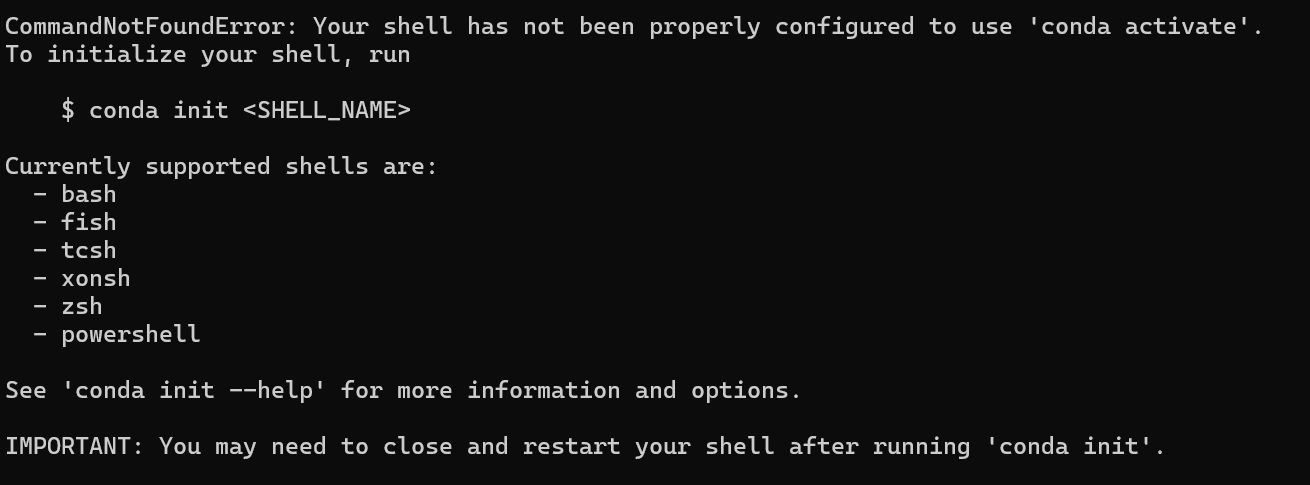 CommandNotFoundError: Your shell has not been properly configured to use 'conda activate'.
To initialize your shell, run

    $ conda init <SHELL_NAME>

Currently supported shells are:
  - bash
  - fish
  - tcsh
  - xonsh
  - zsh
  - powershell

See 'conda init --help' for more information and options.

IMPORTANT: You may need to close and restart your shell after running 'conda init'.